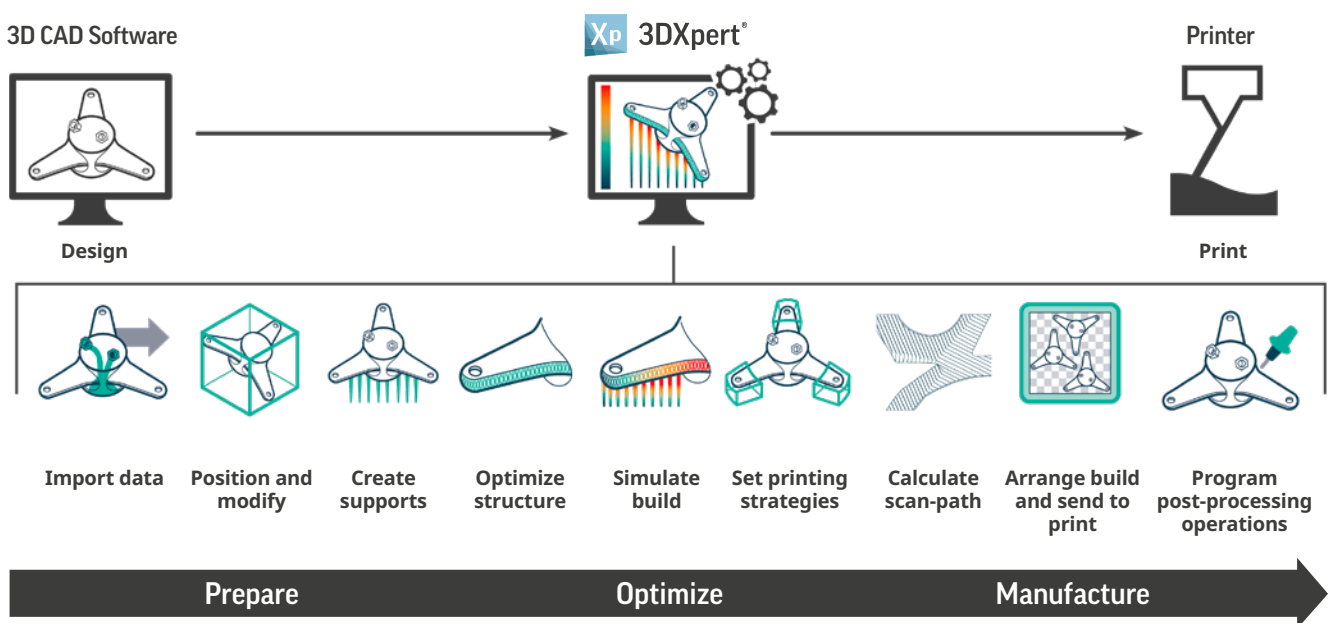 3D CAD Software
Xp 3DXpert®
Printer
Design
Print
Import data
Position and
modify
Create
supports
Optimize
structure
Simulate
build
Set printing
strategies
Calculate
scan-path
Arrange build
and send to
print
Program
post-processing
operations
Prepare
Optimize
Manufacture